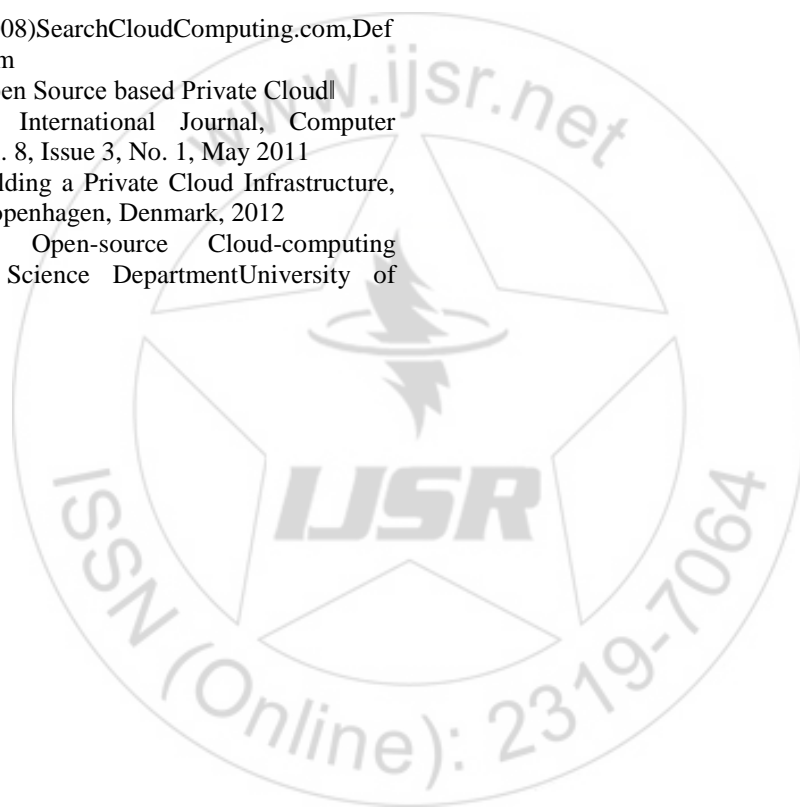 08)SearchCloudComputing.com,Def
m
en Source based Private Cloud‖
International Journal, Computer
. 8, Issue 3, No. 1, May 2011
lding a Private Cloud Infrastructure,
openhagen, Denmark, 2012
Open-source Cloud-computing
Science DepartmentUniversity of
www.ijsr.net
IJSR
ISSN (Online): 2319-7064